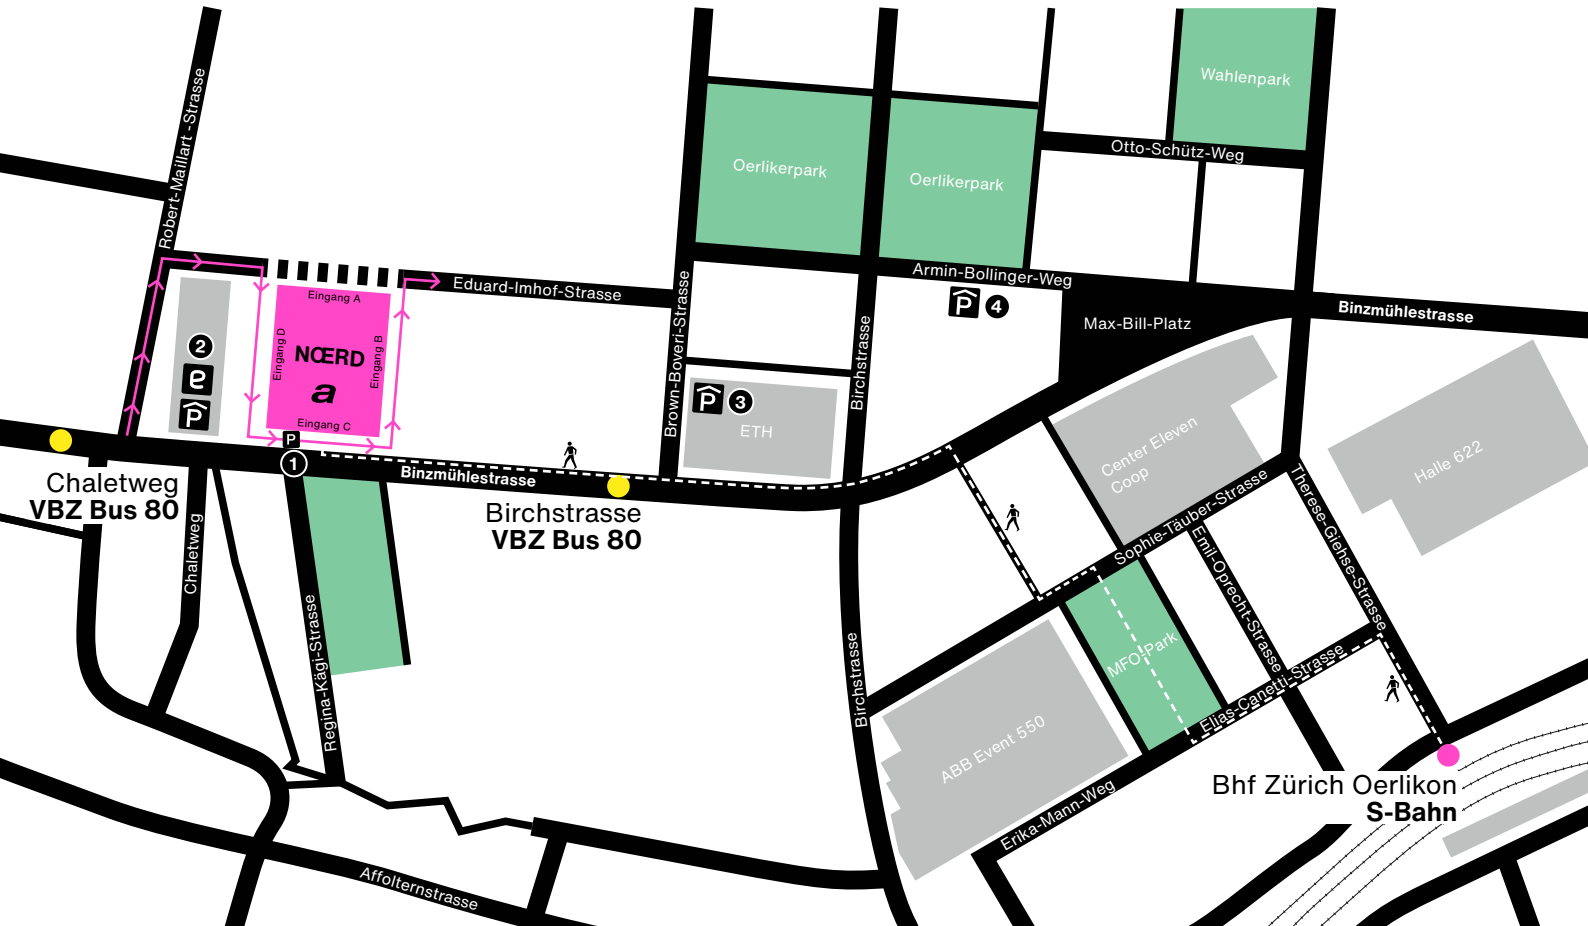 Wahlenpark
Robert-Maillart -Strasse
Otto-Schütz-Weg
Oerlikerpark
Oerlikerpark
Armin-Bollinger-Weg
Eduard-Imhof-Strasse
Eingang A
P 4
Binzmühlestrasse
Max-Bill-Platz
Brown-Boveri-Strasse
Birchstrasse
2
e
P
Eingang D
NŒRD
a
Eingang B
Eingang C
P
1
P 3
ETH
Center Eleven
Coop
Halle 622
Binzmühlestrasse
Chaletweg
VBZ Bus 80
Birchstrasse
VBZ Bus 80
Chaletweg
Sophie-Täuber-Strasse
Therese-Giehse-Strasse
Emil-Oprecht-Strasse
Regina-Kägi-Strasse
Birchstrasse
MFO-Park
Elias-Canetti-Strasse
ABB Event 550
Erika-Mann-Weg
Bhf Zürich Oerlikon
S-Bahn
Affolternstrasse